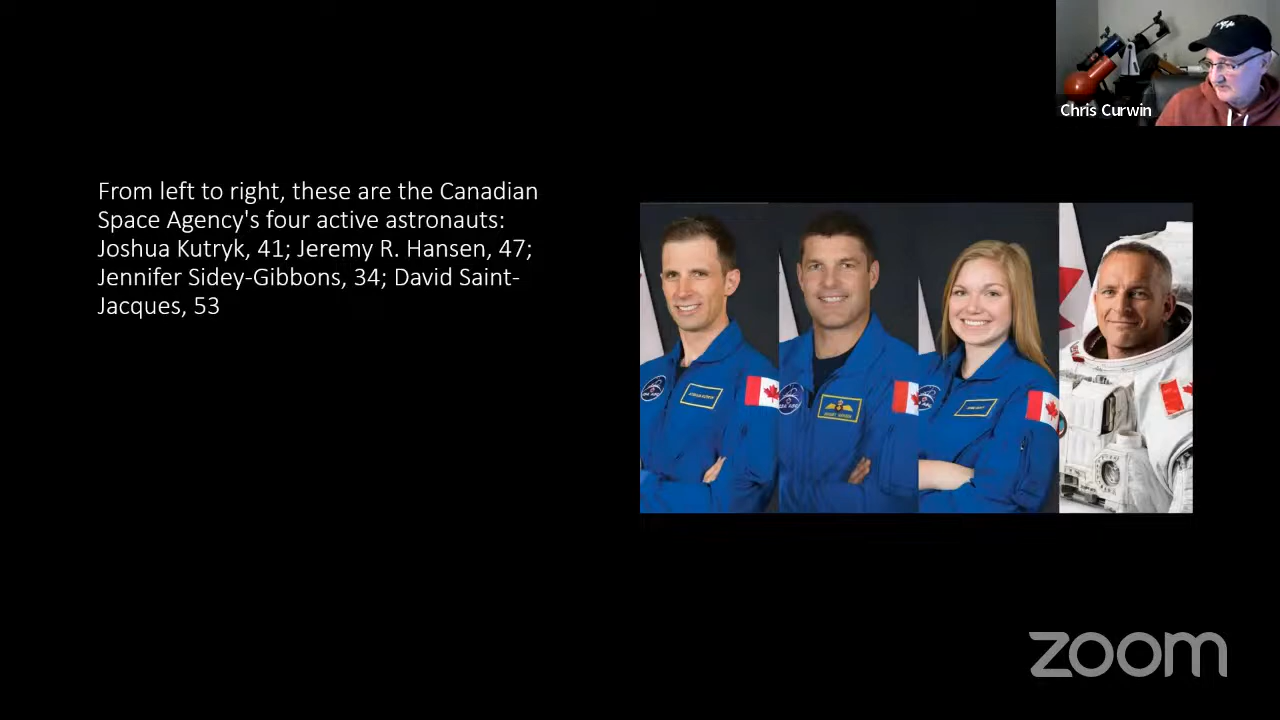 Chris Curwin
From left to right, these are the Canadian
Space Agency's four active astronauts:
Joshua Kutryk, 41; Jeremy R. Hansen, 47;
Jennifer Sidey-Gibbons, 34; David Saint-
Jacques, 53
zoom